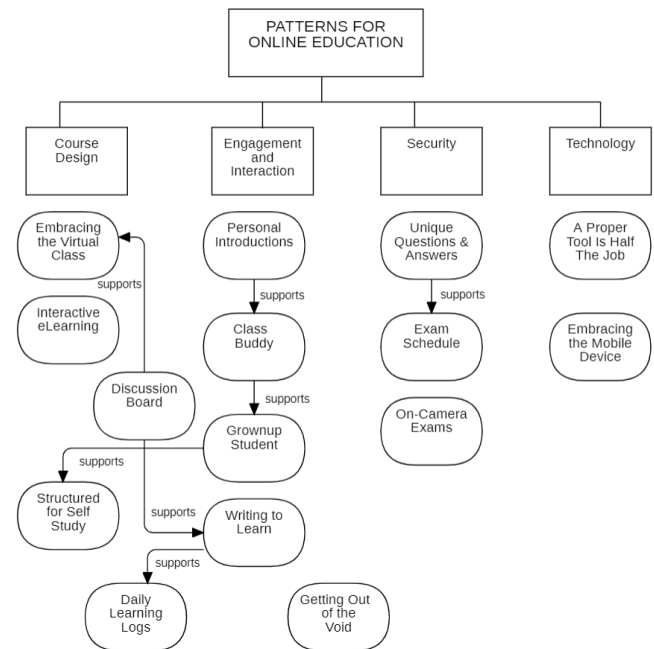 PATTERNS FOR
ONLINE EDUCATION
Course
Design
Engagement
and
Interaction
Security
Technology
Embracing
the Virtual
Class
Personal
Introductions
Unique
Questions &
Answers
A Proper
Tool Is Half
The Job
supports
supports
supports
Interactive
eLearning
Class
Buddy
Exam
Schedule
Embracing
the Mobile
Device
Discussion
Board
supports
On-Camera
Exams
Grownup
Student
supports
Structured
for Self
Study
supports
Writing to
Learn
supports
Daily
Learning
Logs
Getting Out
of the
Void